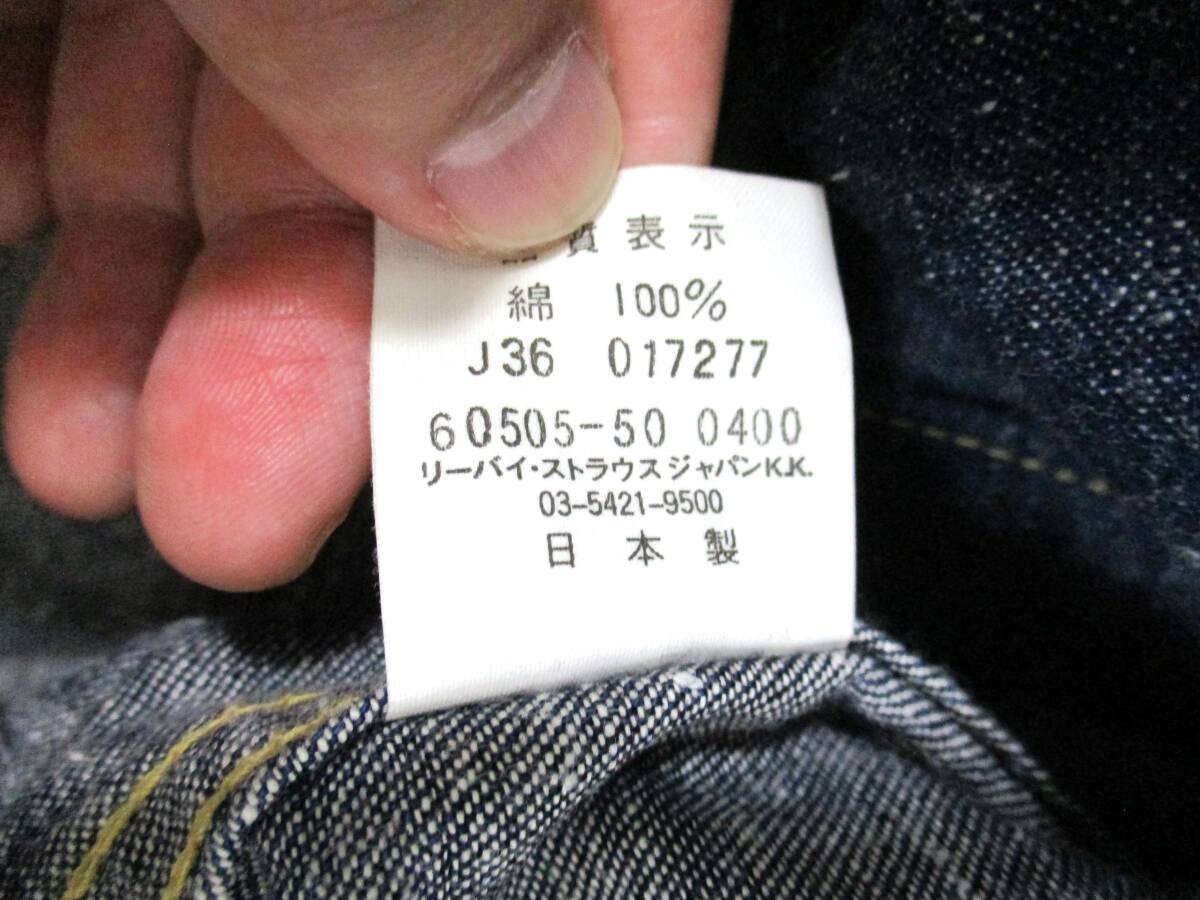 品質表示
綿 100%
J36 017277
60505-50 0400
リーバイ・ストラウス ジャパンK.K.
03-5421-9500
日本製